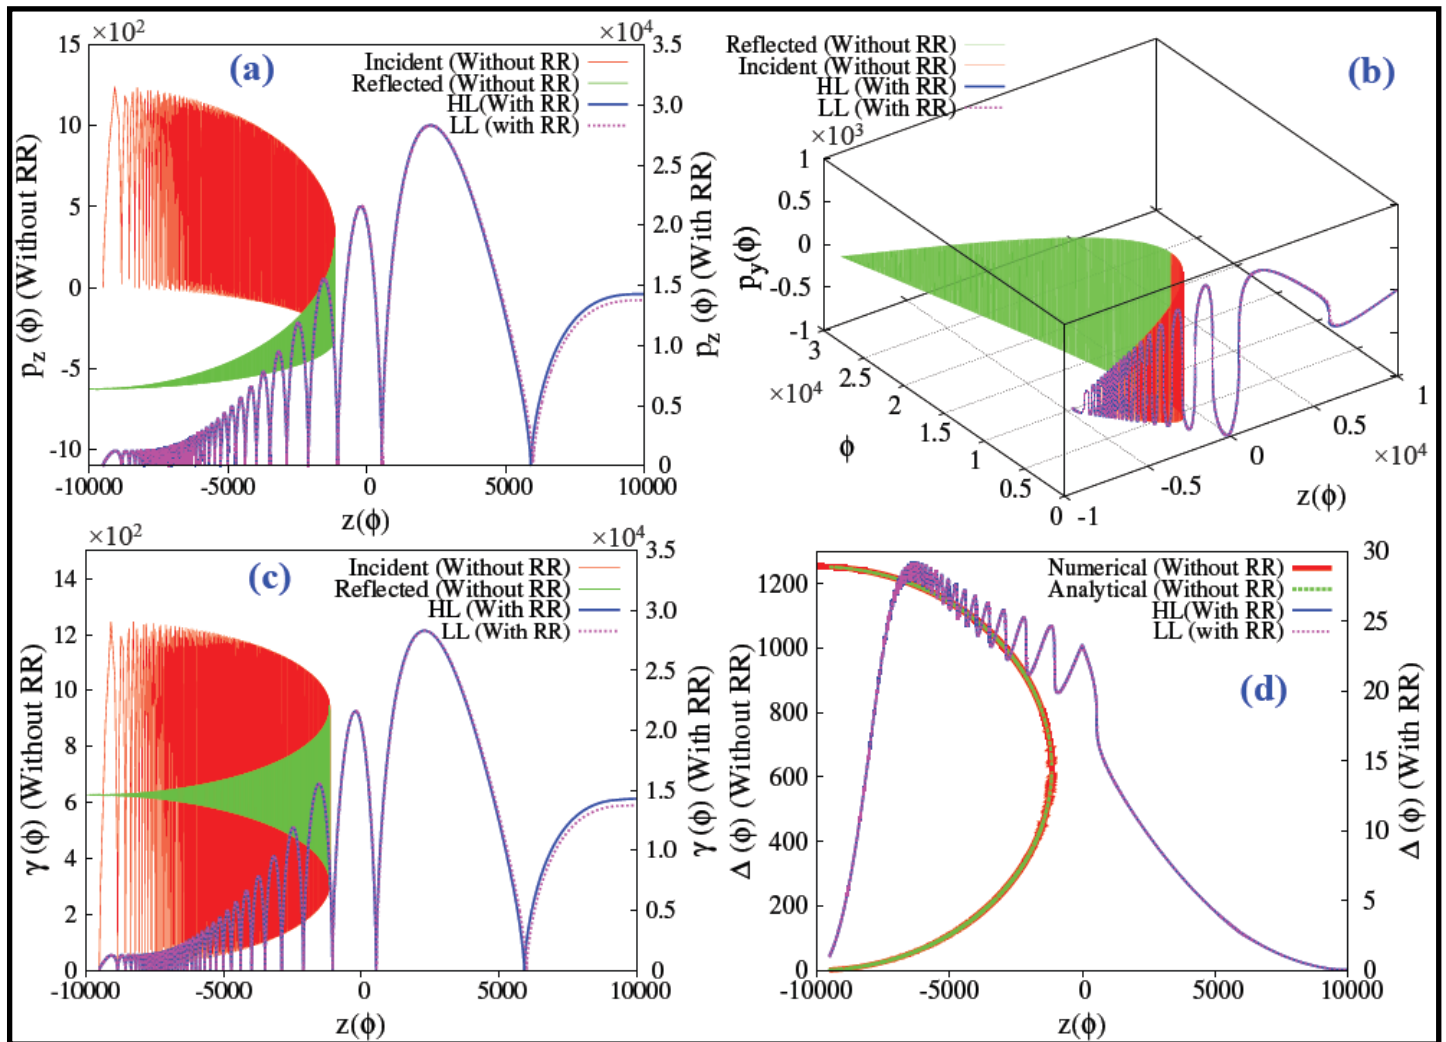 ×10² ×10⁴
(a)
Incident (Without RR)
Reflected (Without RR)
HL(With RR)
LL (with RR)
p_z (ϕ) (Without RR)
15
10
5
0
-5
-10
p_z (ϕ) (With RR)
3.5
3.0
2.5
2.0
1.5
1.0
0.5
0
-10000 -5000 0 5000 10000
z(ϕ)
Reflected (Without RR)
Incident (Without RR)
HL (With RR)
LL (With RR)
(b)
×10³
p_y(ϕ)
1
0.5
0
-0.5
-1
3
2.5
2
1.5
1
0.5
0
×10⁴
ϕ
-1 -0.5 0 0.5 1
×10⁴
z(ϕ)
×10² ×10⁴
(c)
Incident (Without RR)
Reflected (Without RR)
HL (With RR)
LL (With RR)
γ (ϕ) (Without RR)
14
12
10
8
6
4
2
0
γ (ϕ) (With RR)
3.5
3.0
2.5
2.0
1.5
1.0
0.5
0
-10000 -5000 0 5000 10000
z(ϕ)
Numerical (Without RR)
Analytical (Without RR)
HL(With RR)
LL (with RR)
(d)
Δ (ϕ) (Without RR)
1200
1000
800
600
400
200
0
Δ (ϕ) (With RR)
30
25
20
15
10
5
0
-10000 -5000 0 5000 10000
z(ϕ)